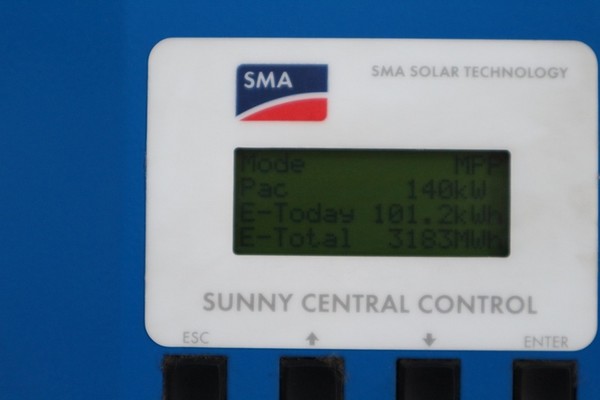 SMA
SMA SOLAR TECHNOLOGY
Mode MPP
Pac 140kW
E-Today 101.2kWh
E-Total 3183MWh
SUNNY CENTRAL CONTROL
ESC ENTER